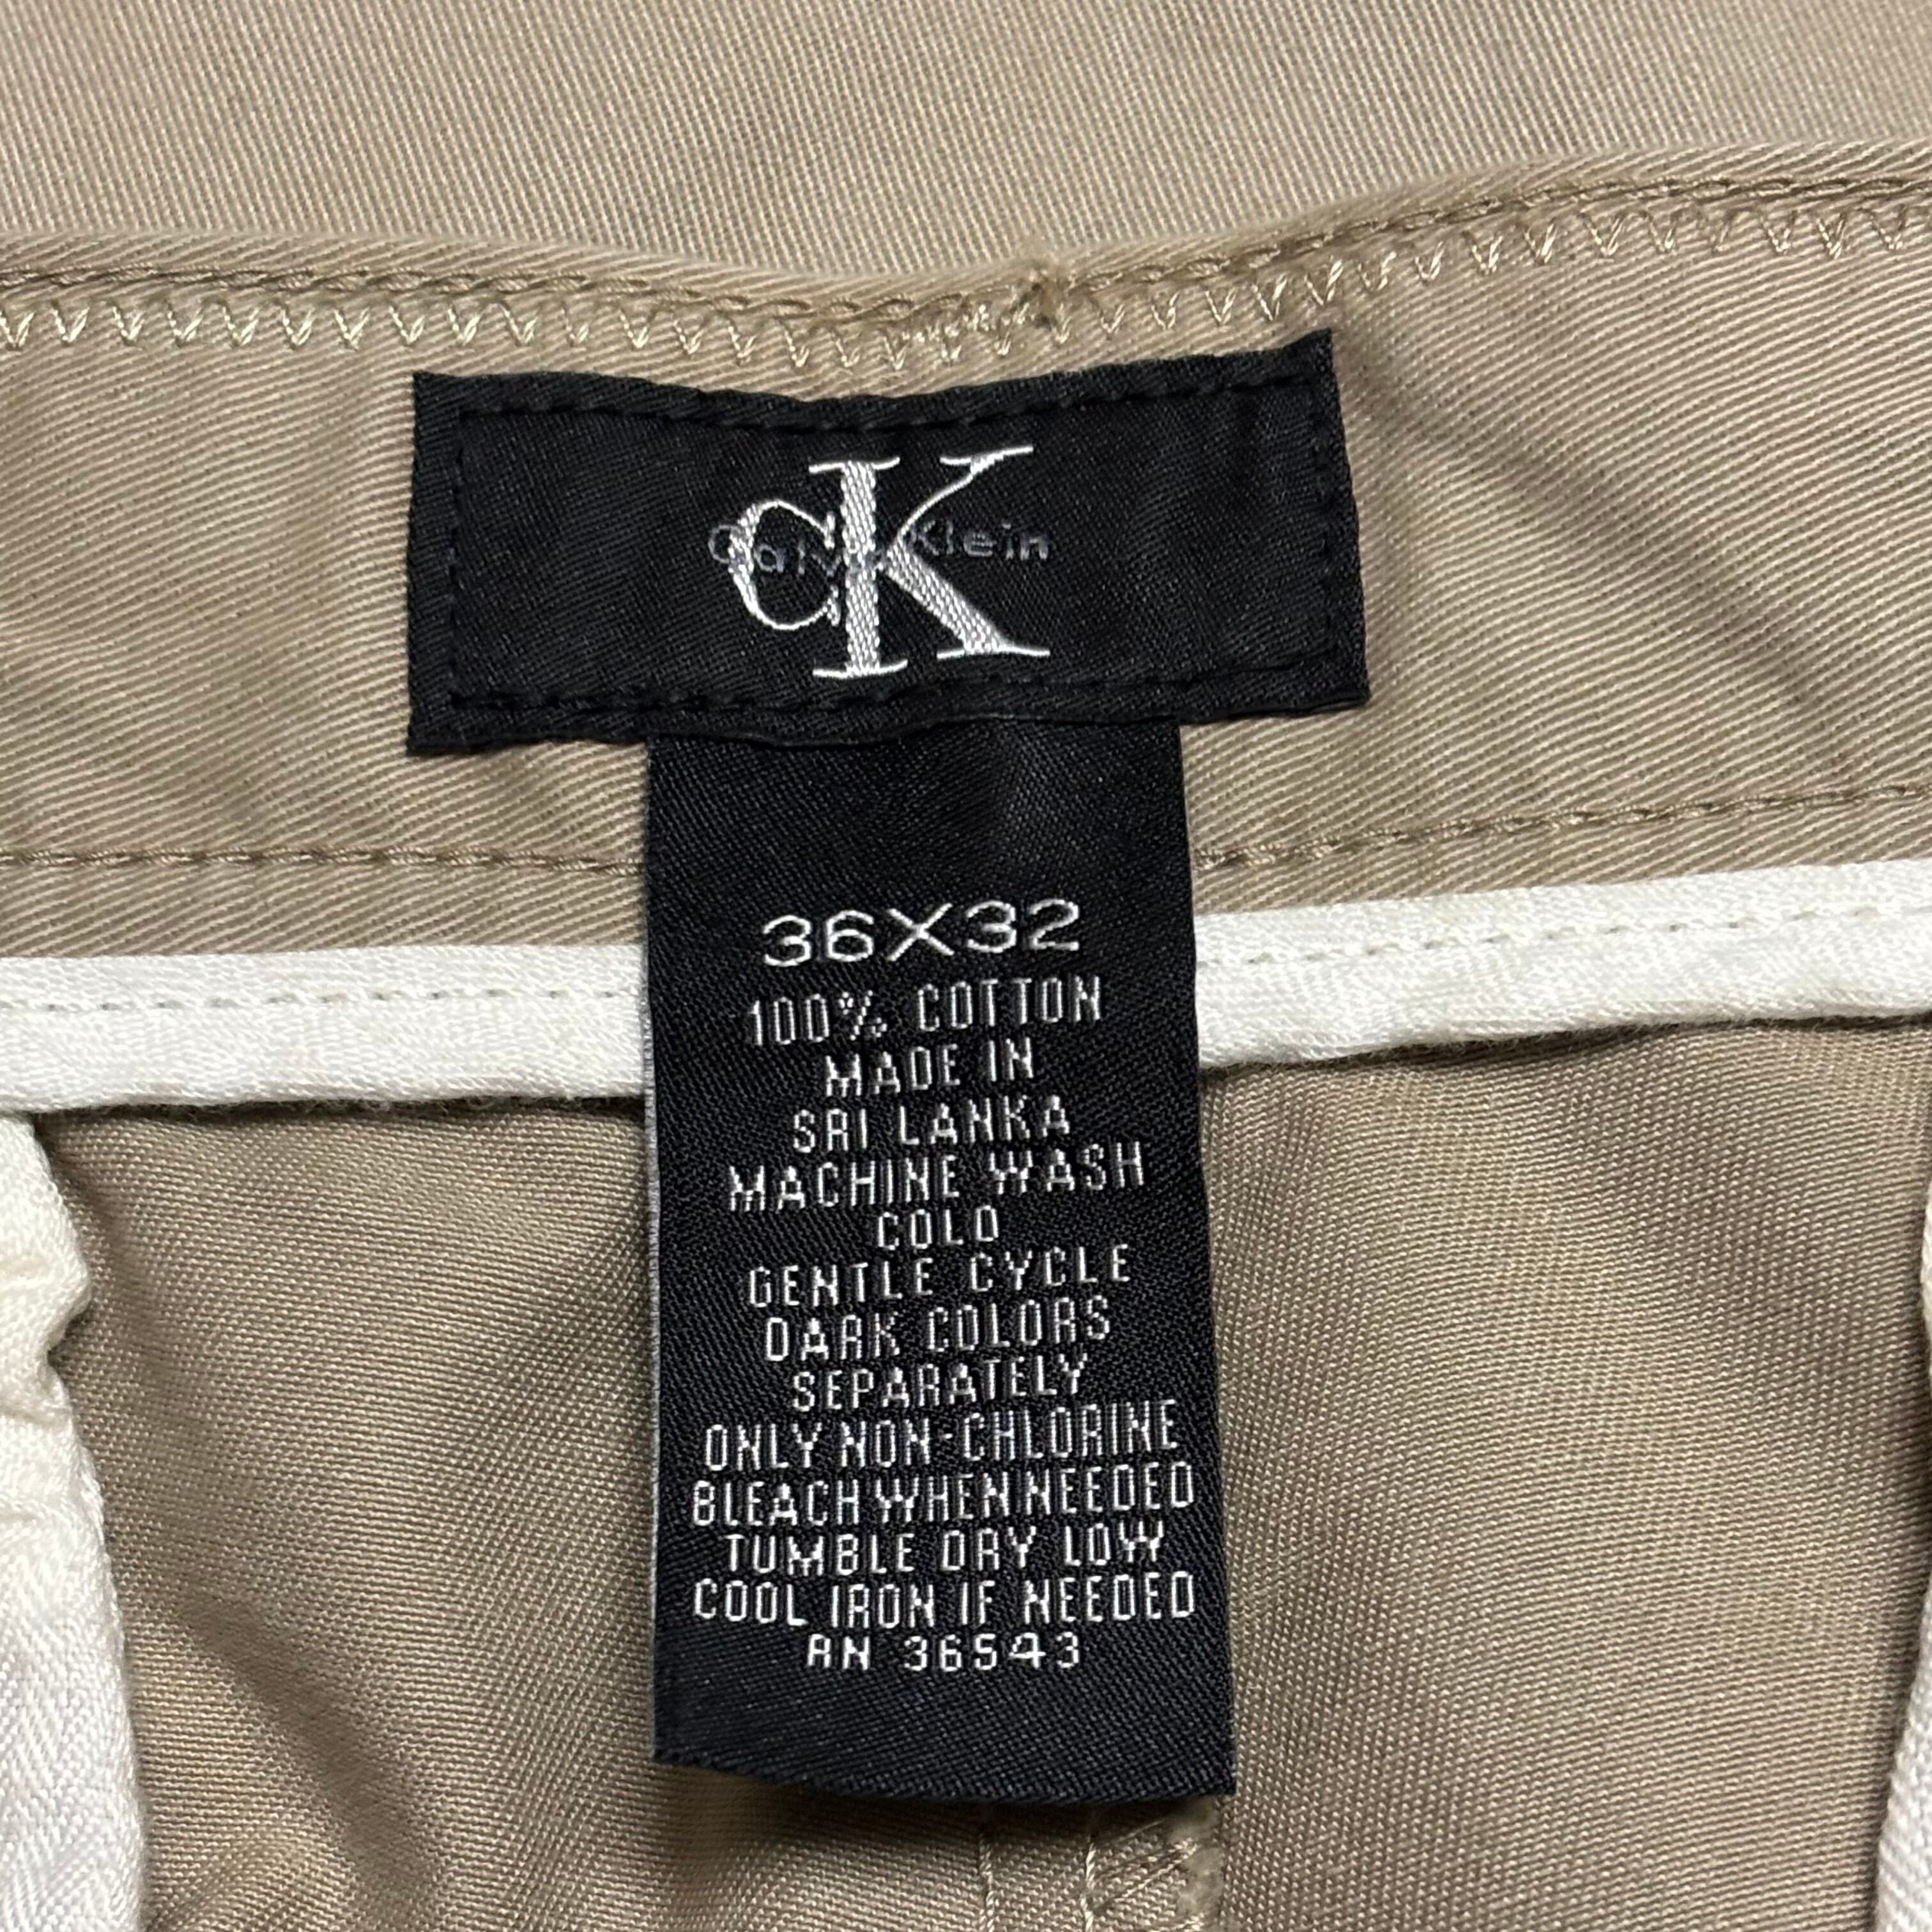 CK
Calvin Klein
36X32
100% COTTON
MADE IN
SRI LANKA
MACHINE WASH
COLD
GENTLE CYCLE
DARK COLORS
SEPARATELY
ONLY NON-CHLORINE
BLEACH WHEN NEEDED
TUMBLE DRY LOW
COOL IRON IF NEEDED
RN 36543